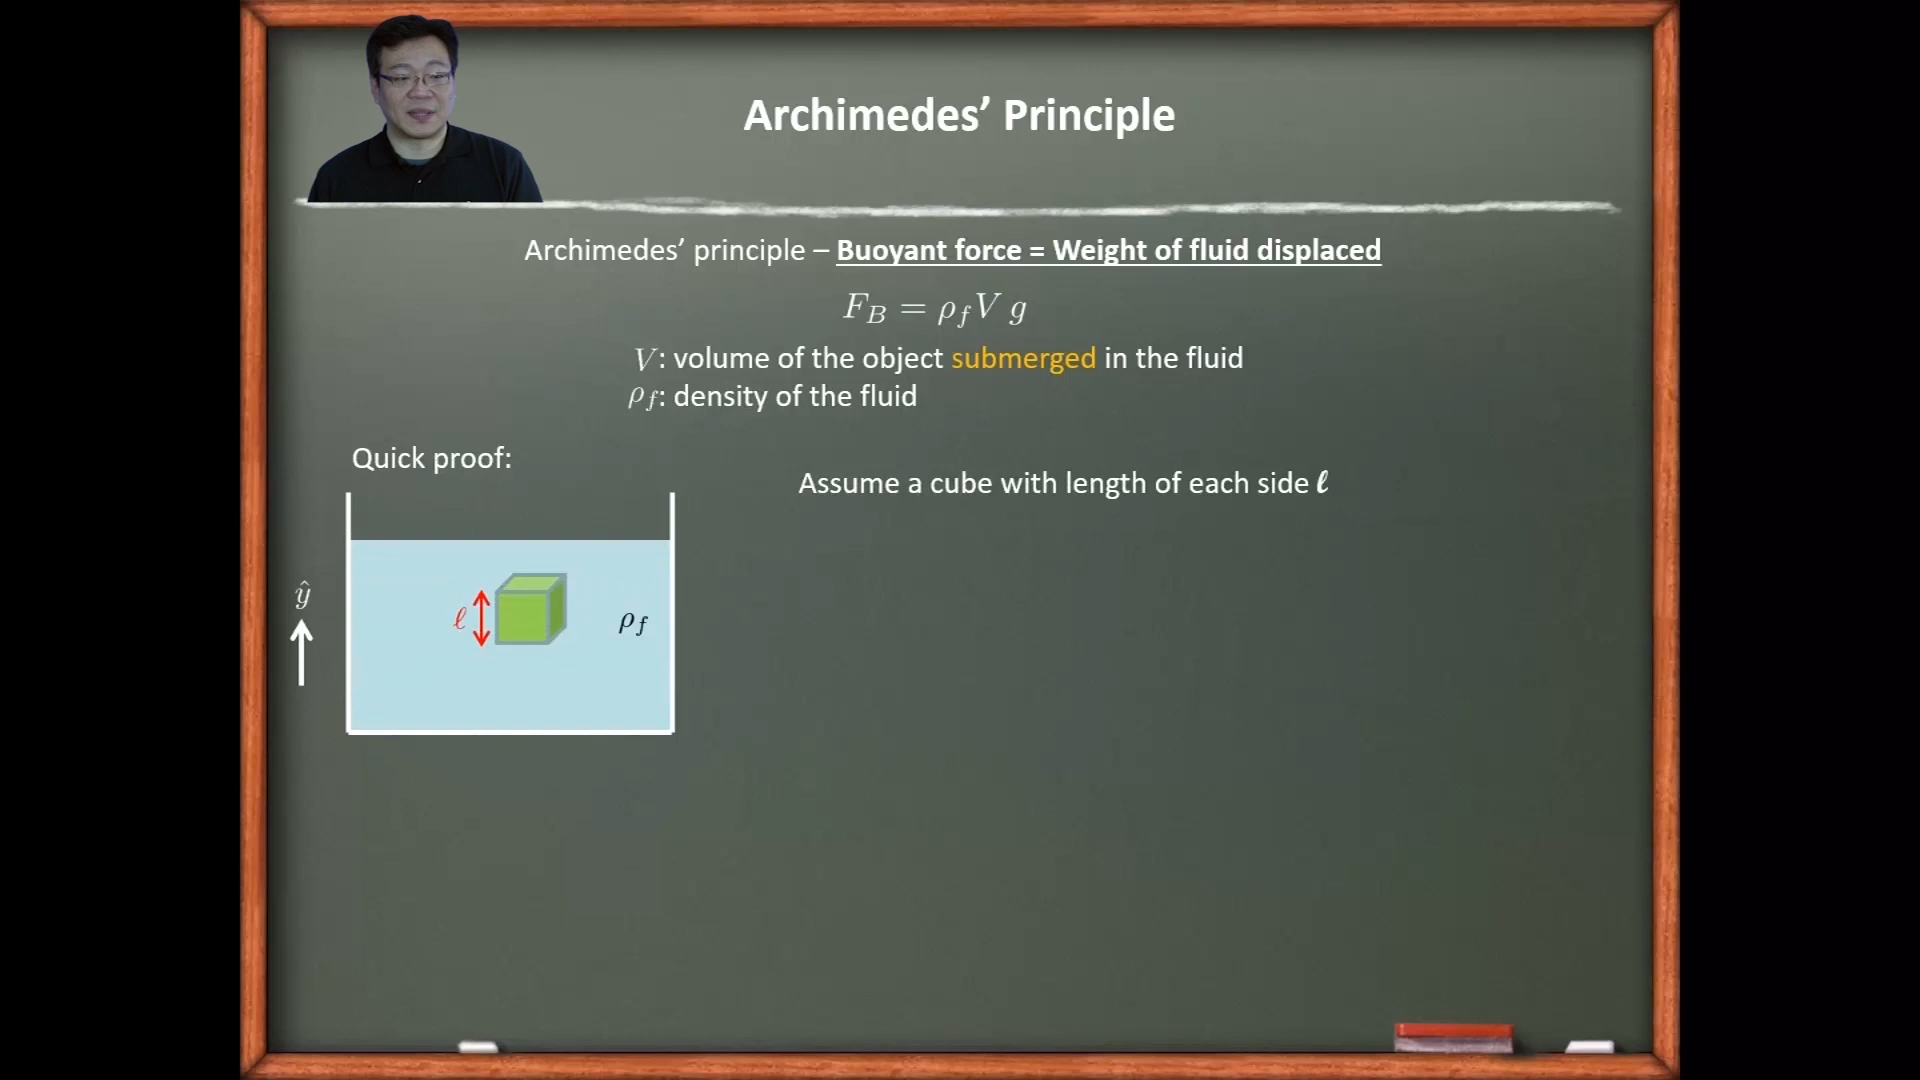 Archimedes’ Principle
Archimedes’ principle – Buoyant force = Weight of fluid displaced
F_B = ρ_f V g
V: volume of the object submerged in the fluid
ρ_f: density of the fluid
Quick proof:
Assume a cube with length of each side ℓ
ŷ
ℓ
ρ_f